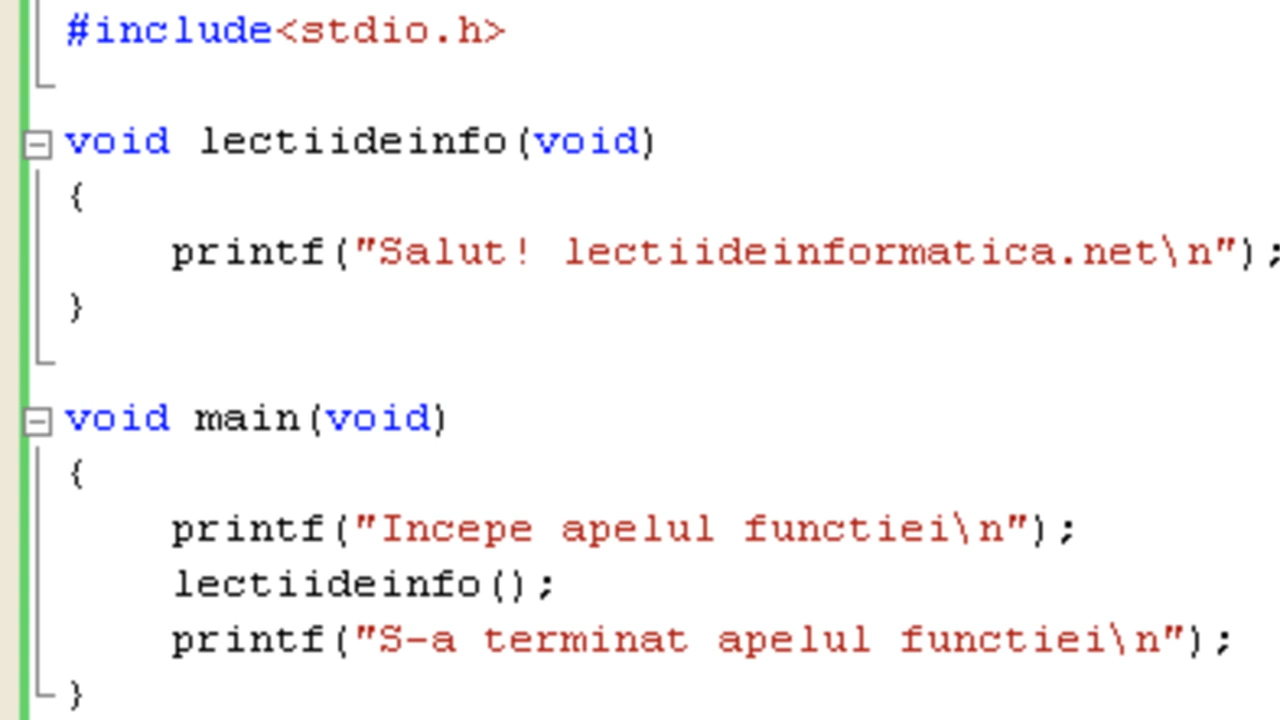 #include<stdio.h>
void lectiideinfo(void)
{
printf("Salut! lectiideinformatica.net\n");
}
void main(void)
{
printf("Incepe apelul functiei\n");
lectiideinfo();
printf("S-a terminat apelul functiei\n");
}